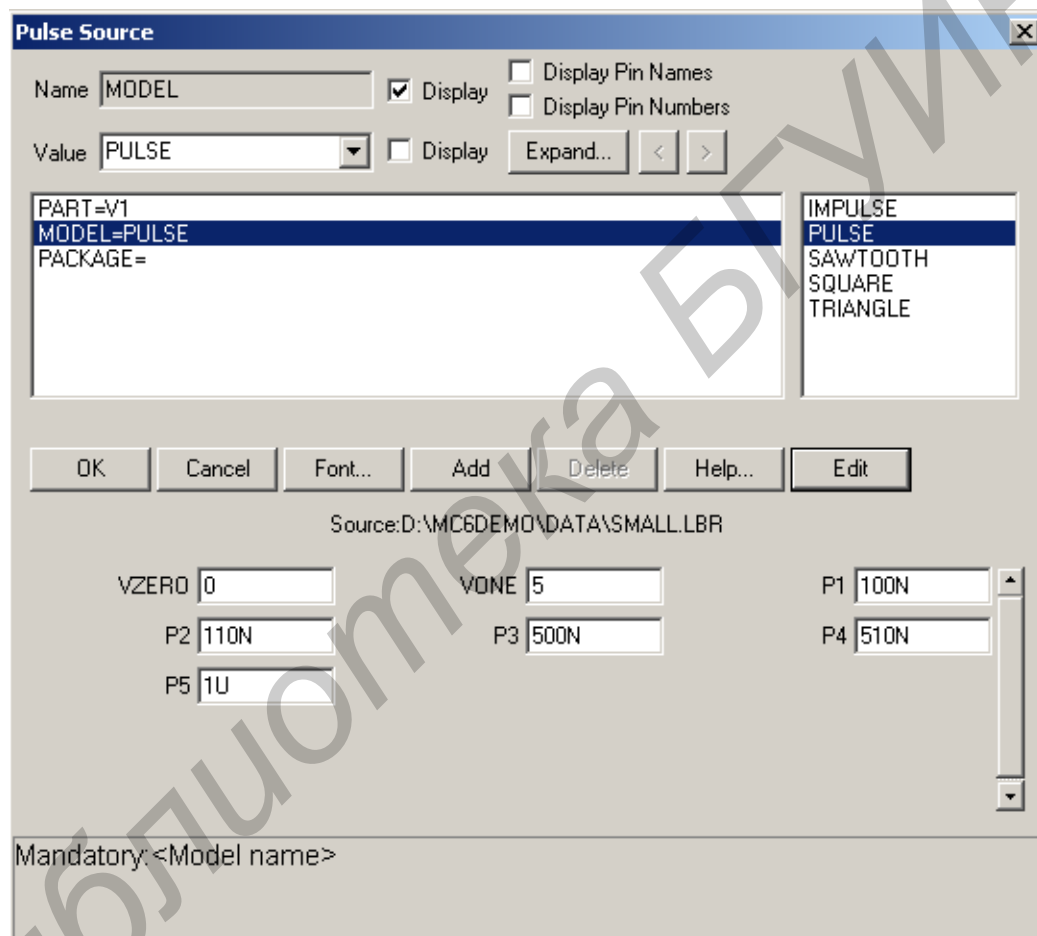 Pulse Source
Name MODEL Display Display Pin Names
Display Pin Numbers
Value PULSE Display Expand... < >
PART=V1
MODEL=PULSE
PACKAGE=
IMPULSE
PULSE
SAWTOOTH
SQUARE
TRIANGLE
OK Cancel Font... Add Delete Help... Edit
Source:D:\MC6DEMO\DATA\SMALL.LBR
VZERO 0 VONE 5 P1 100N
P2 110N P3 500N P4 510N
P5 1U
Mandatory:<Model name>
блиотека БГУИ